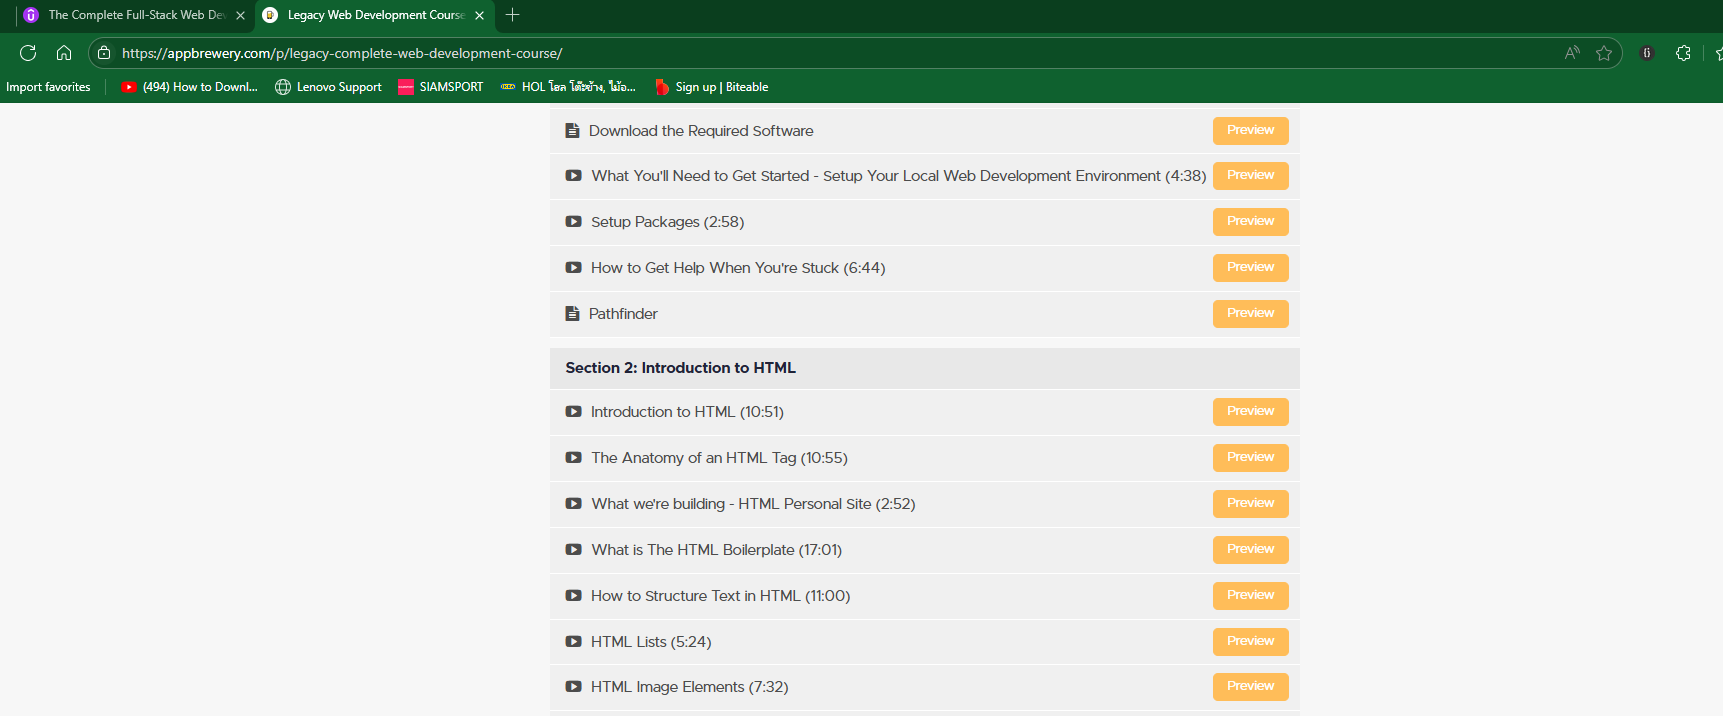 The Complete Full-Stack Web De
Legacy Web Development Course
https://appbrewery.com/p/legacy-complete-web-development-course/
Import favorites
(494) How to Downl...
Lenovo Support
SIAMSPORT
HOL โฮล โต๊ะข้าง, ไม้อ...
Sign up | Biteable
Download the Required Software
Preview
What You'll Need to Get Started - Setup Your Local Web Development Environment (4:38)
Preview
Setup Packages (2:58)
Preview
How to Get Help When You're Stuck (6:44)
Preview
Pathfinder
Preview
Section 2: Introduction to HTML
Introduction to HTML (10:51)
Preview
The Anatomy of an HTML Tag (10:55)
Preview
What we're building - HTML Personal Site (2:52)
Preview
What is The HTML Boilerplate (17:01)
Preview
How to Structure Text in HTML (11:00)
Preview
HTML Lists (5:24)
Preview
HTML Image Elements (7:32)
Preview